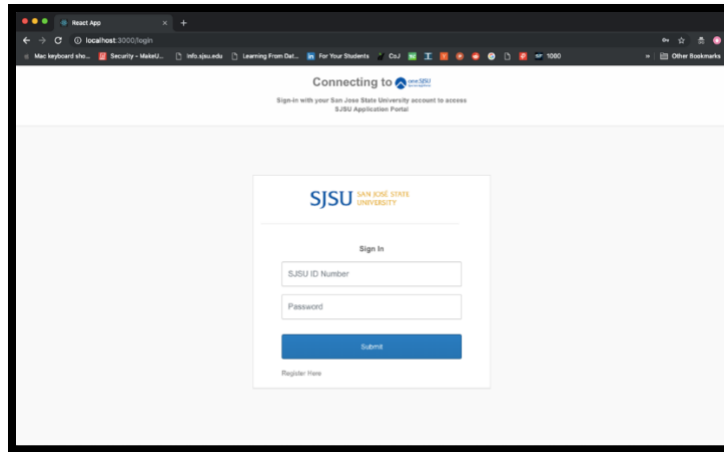 React App
localhost:3000/login
Mac keyboard sho... Security – MakeU... info.sjsu.edu Learning From Dat... For Your Students CoJ 1000 Other Bookmarks
Connecting to one.SJSU
Sign-in with your San Jose State University account to access
SJSU Application Portal
SJSU SAN JOSÉ STATE
UNIVERSITY
Sign In
SJSU ID Number
Password
Submit
Register Here